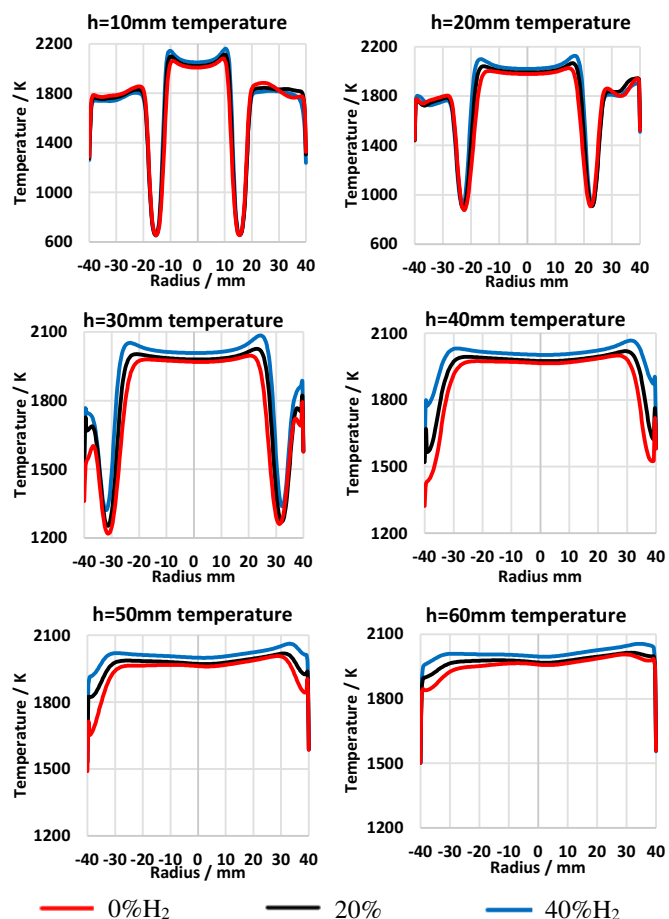 h=10mm temperature
Temperature / K
2200
1800
1400
1000
600
-40 -30 -20 -10 0 10 20 30 40
Radius / mm
h=20mm temperature
Temperature / K
2200
1800
1400
1000
600
-40 -30 -20 -10 0 10 20 30 40
Radius / mm
h=30mm temperature
Temperature / K
2100
1800
1500
1200
-40 -30 -20 -10 0 10 20 30 40
Radius mm
h=40mm temperature
Temperature / K
2100
1800
1500
1200
-40 -30 -20 -10 0 10 20 30 40
Radius mm
h=50mm temperature
Temperature / K
2100
1800
1500
1200
-40 -30 -20 -10 0 10 20 30 40
Radius / mm
h=60mm temperature
Temperature / K
2100
1800
1500
1200
-40 -30 -20 -10 0 10 20 30 40
Radius / mm
0%H₂ 20% 40%H₂